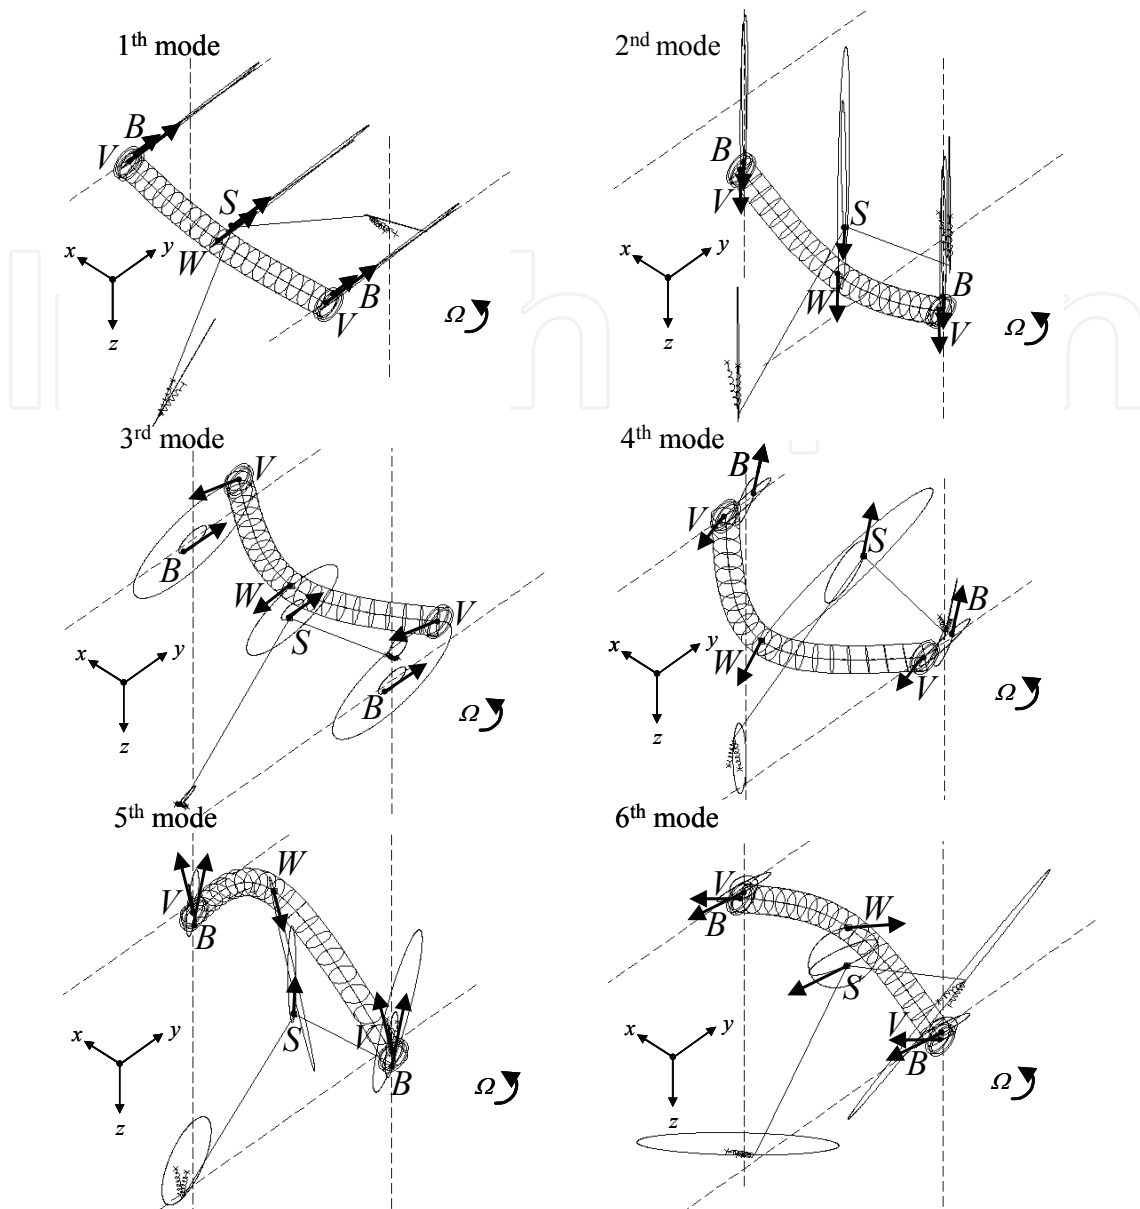 1th mode
2nd mode
B
V
S
W
B
V
x
y
z
Ω
B
V
S
W
B
V
x
y
z
Ω
3rd mode
4th mode
V
B
W
S
V
B
x
y
z
Ω
B
V
S
B
W
V
x
y
z
Ω
5th mode
6th mode
W
V
B
S
V
B
x
y
z
Ω
V
B
W
S
V
B
x
y
z
Ω